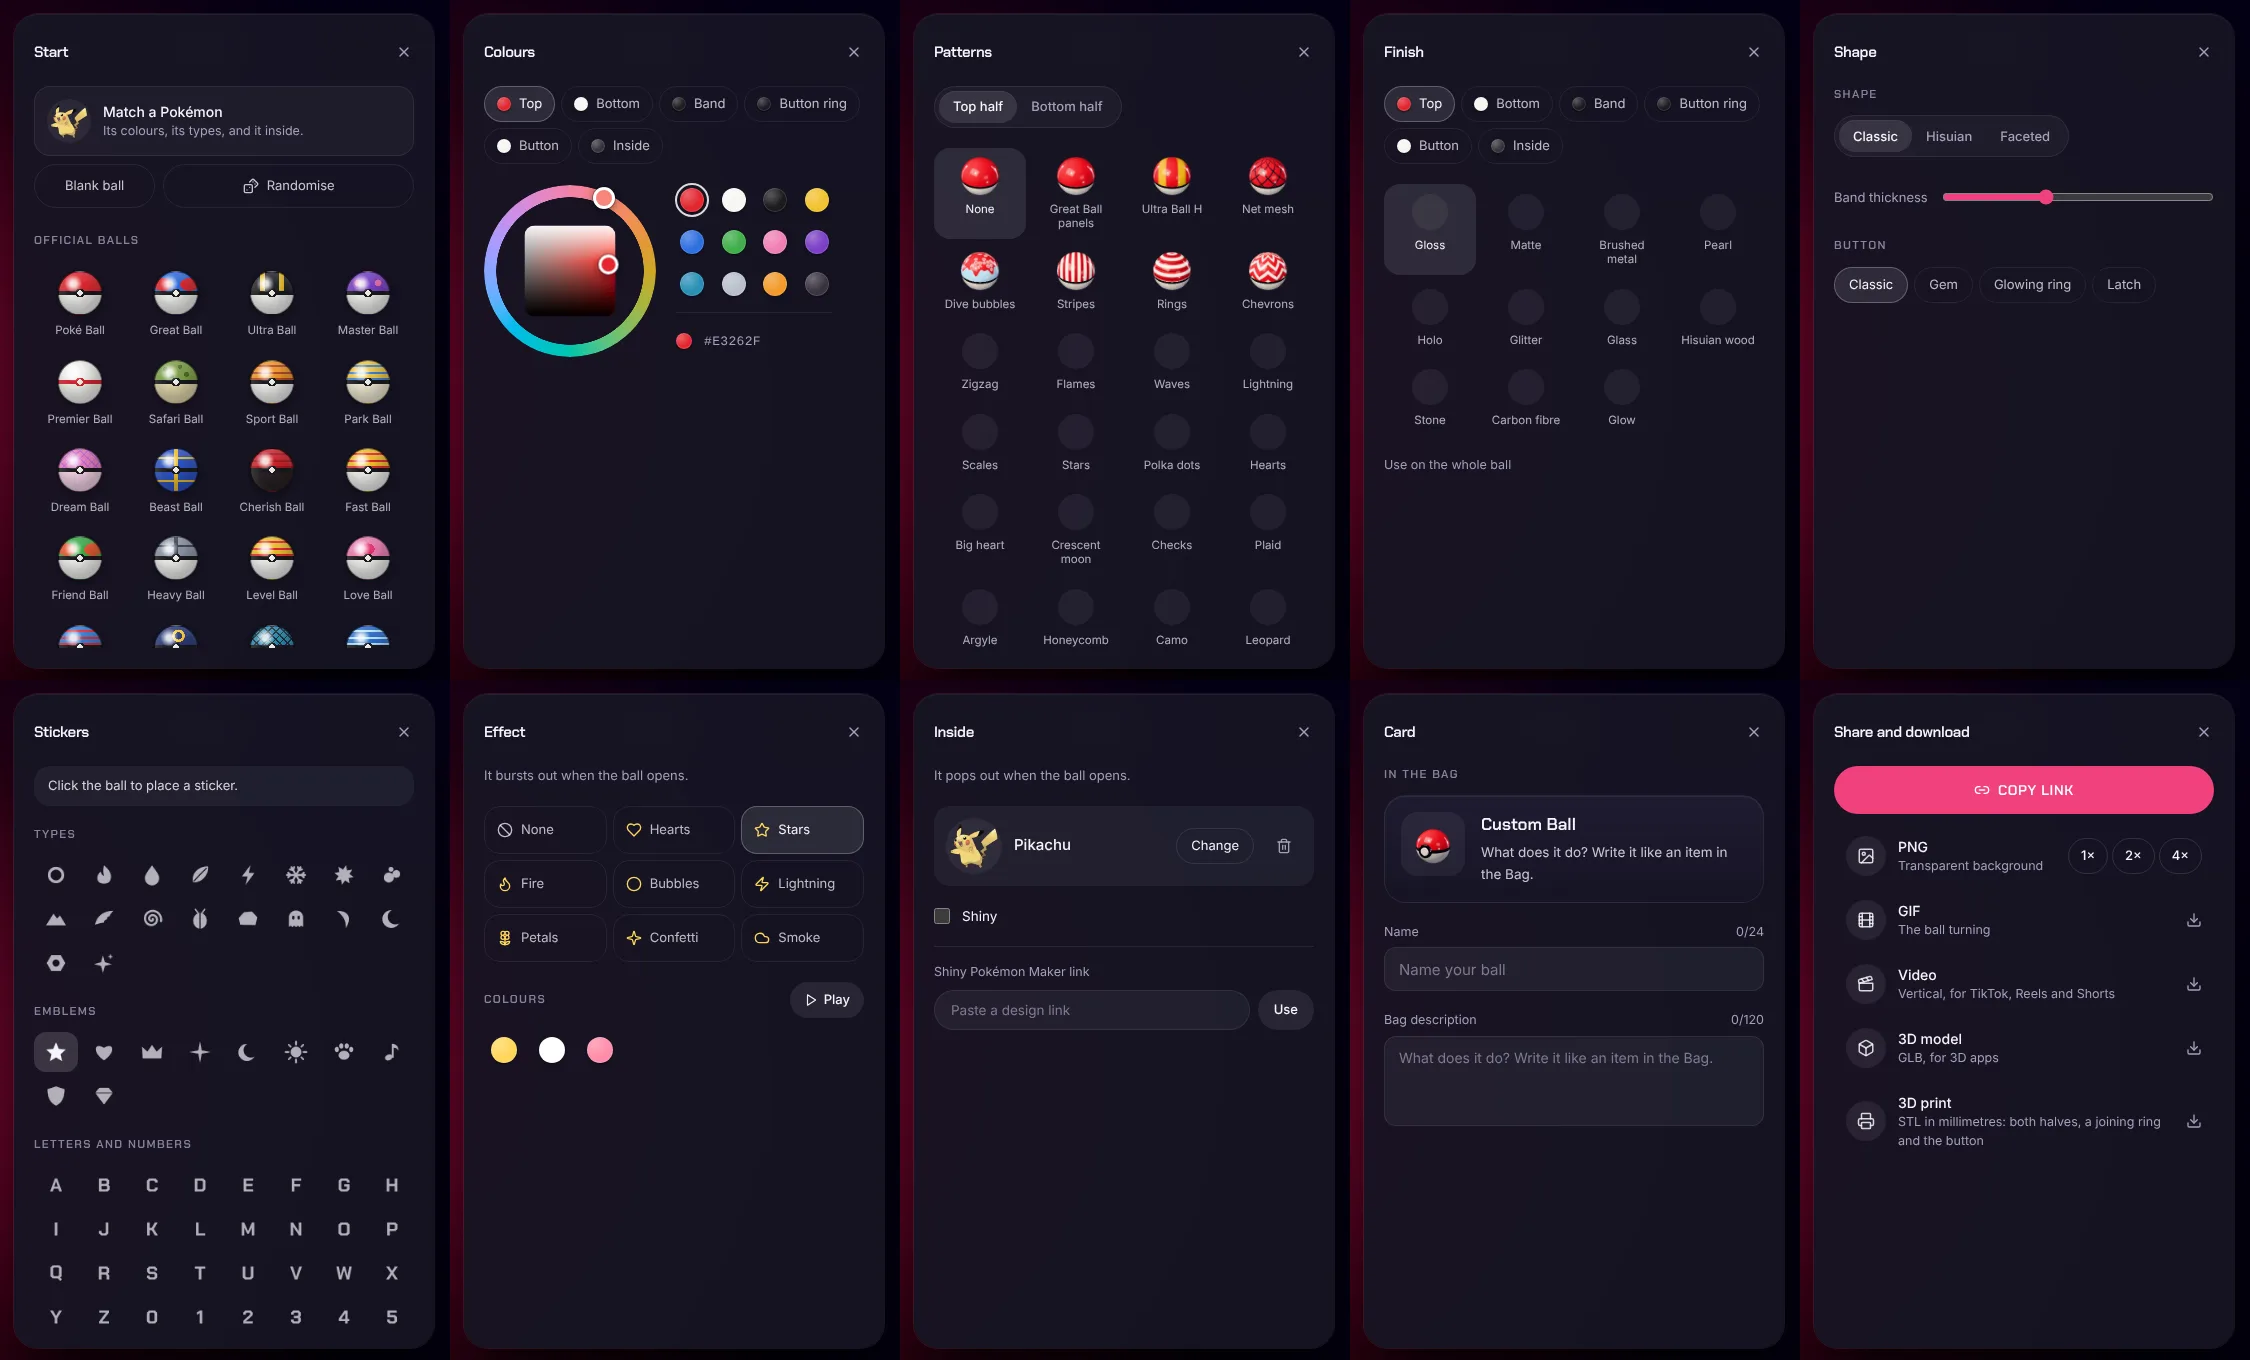 Start
Match a Pokémon
Its colours, its types, and it inside.
Blank ball
Randomise
OFFICIAL BALLS
Poké Ball
Great Ball
Ultra Ball
Master Ball
Premier Ball
Safari Ball
Sport Ball
Park Ball
Dream Ball
Beast Ball
Cherish Ball
Fast Ball
Friend Ball
Heavy Ball
Level Ball
Love Ball
Colours
Top
Bottom
Band
Button ring
Button
Inside
#E3262F
Patterns
Top half
Bottom half
None
Great Ball
panels
Ultra Ball H
Net mesh
Dive bubbles
Stripes
Rings
Chevrons
Zigzag
Flames
Waves
Lightning
Scales
Stars
Polka dots
Hearts
Big heart
Crescent
moon
Checks
Plaid
Argyle
Honeycomb
Camo
Leopard
Finish
Top
Bottom
Band
Button ring
Button
Inside
Gloss
Matte
Brushed
metal
Pearl
Holo
Glitter
Glass
Hisuian wood
Stone
Carbon fibre
Glow
Use on the whole ball
Shape
SHAPE
Classic
Hisuian
Faceted
Band thickness
BUTTON
Classic
Gem
Glowing ring
Latch
Stickers
Click the ball to place a sticker.
TYPES
EMBLEMS
LETTERS AND NUMBERS
A B C D E F G H
I J K L M N O P
Q R S T U V W X
Y Z 0 1 2 3 4 5
Effect
It bursts out when the ball opens.
None
Hearts
Stars
Fire
Bubbles
Lightning
Petals
Confetti
Smoke
COLOURS
Play
Inside
It pops out when the ball opens.
Pikachu
Change
Shiny
Shiny Pokémon Maker link
Paste a design link
Use
Card
IN THE BAG
Custom Ball
What does it do? Write it like an item in
the Bag.
Name
0/24
Name your ball
Bag description
0/120
What does it do? Write it like an item in the Bag.
Share and download
COPY LINK
PNG
Transparent background
1×
2×
4×
GIF
The ball turning
Video
Vertical, for TikTok, Reels and Shorts
3D model
GLB, for 3D apps
3D print
STL in millimetres: both halves, a joining ring
and the button